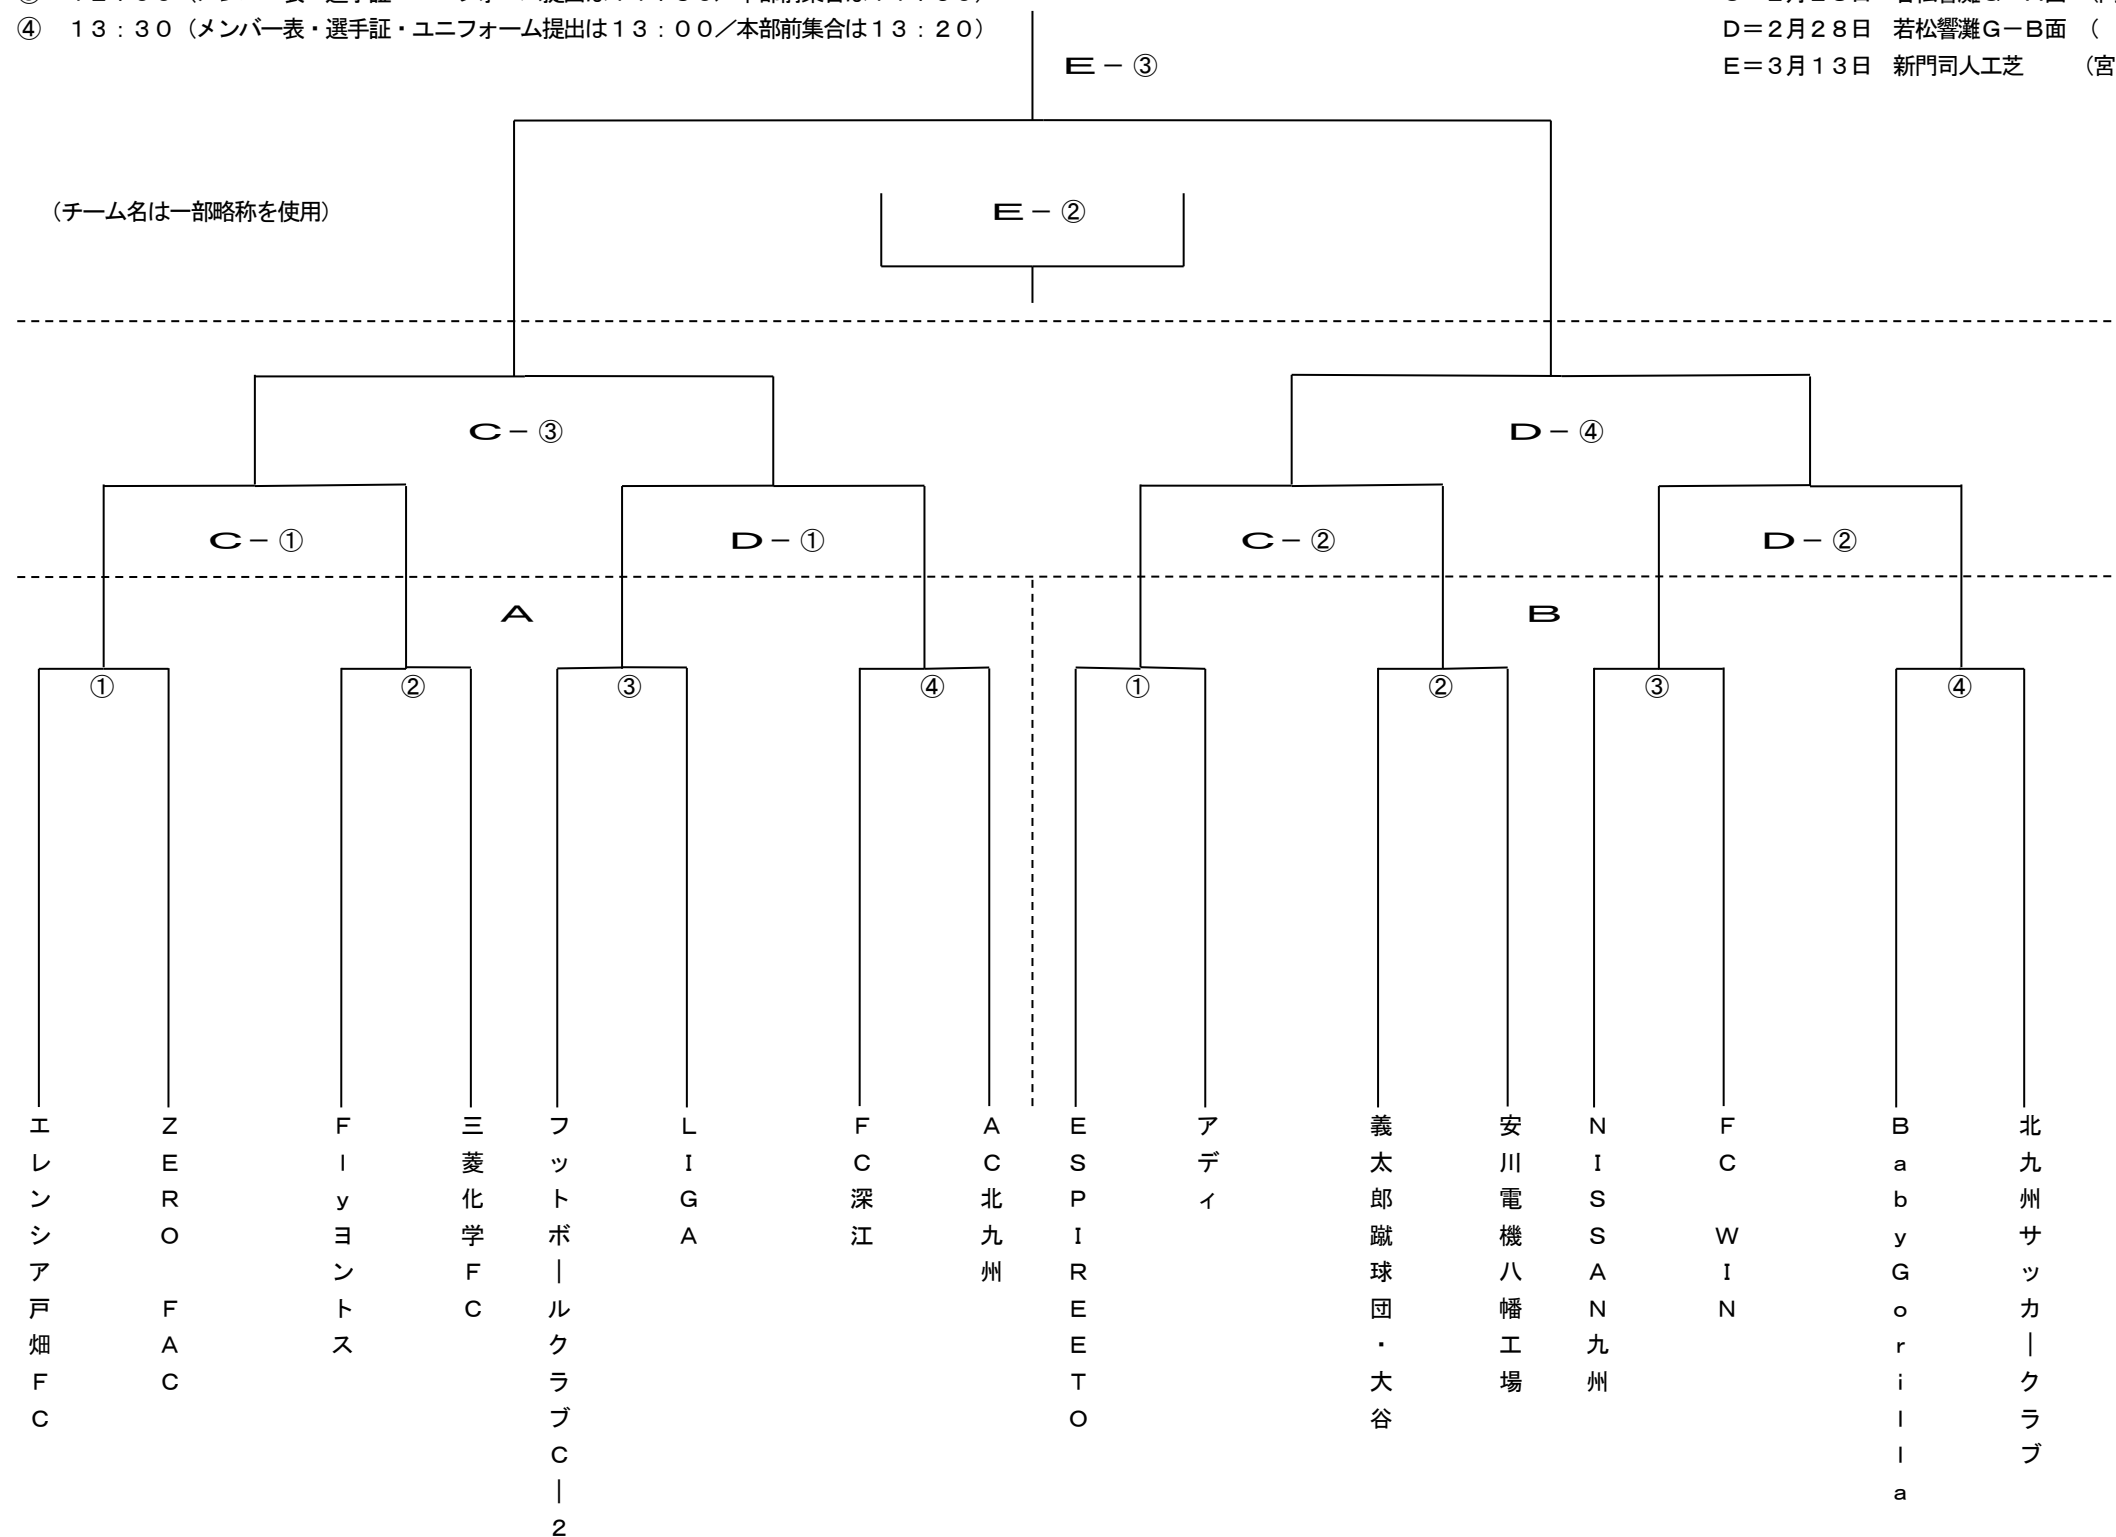 ④　１３：３０（メンバー表・選手証・ユニフォーム提出は１３：００／本部前集合は１３：２０）
Ｄ＝２月２８日　若松響灘Ｇ－Ｂ面　（
Ｅ＝３月１３日　新門司人工芝　（宮
Ｅ－③
（チーム名は一部略称を使用）
Ｅ－②
Ｃ－③
Ｄ－④
Ｃ－①
Ｄ－①
Ｃ－②
Ｄ－②
Ａ
Ｂ
①
②
③
④
①
②
③
④
エレンシア戸畑ＦＣ
ＺＥＲＯ　ＦＡＣ
Ｆｌｙヨントス
三菱化学ＦＣ
フットボールクラブＣ－２
ＬＩＧＡ
ＦＣ深江
ＡＣ北九州
ＥＳＰＩＲＥＥＴＯ
アディ
義太郎蹴球団・大谷
安川電機八幡工場
ＮＩＳＳＡＮ九州
ＦＣ　ＷＩＮ
ＢａｂｙＧｏｒｉｌｌａ
北九州サッカークラブ